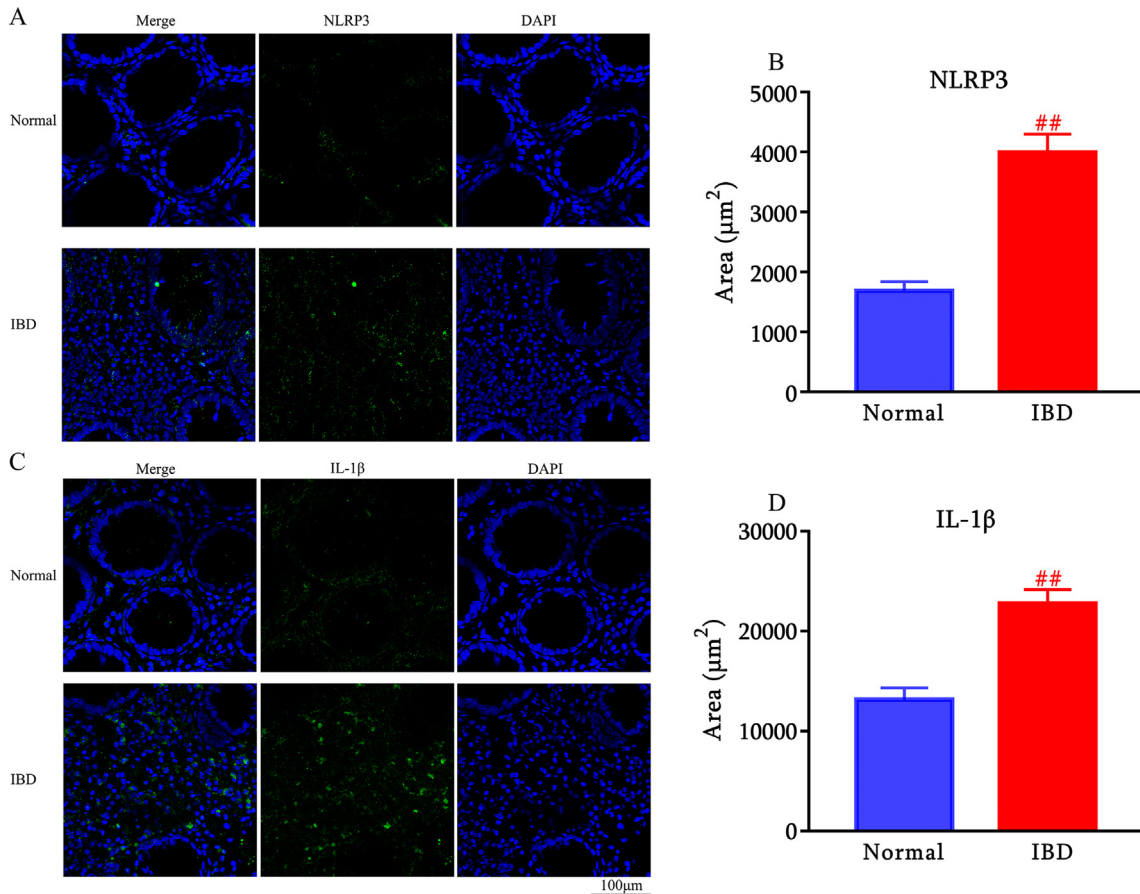 A
Merge NLRP3 DAPI
Normal
IBD
B
NLRP3
5000
4000
3000
2000
1000
0
Area (µm²)
##
Normal IBD
C
Merge IL-1β DAPI
Normal
IBD
100µm
D
IL-1β
30000
20000
10000
0
Area (µm²)
##
Normal IBD